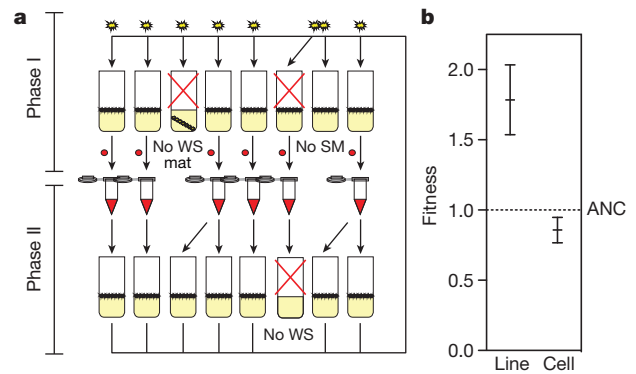 a
Phase I
No WS
mat
No SM
Phase II
No WS
b
Fitness
2.0
1.5
1.0
0.5
0.0
ANC
Line
Cell